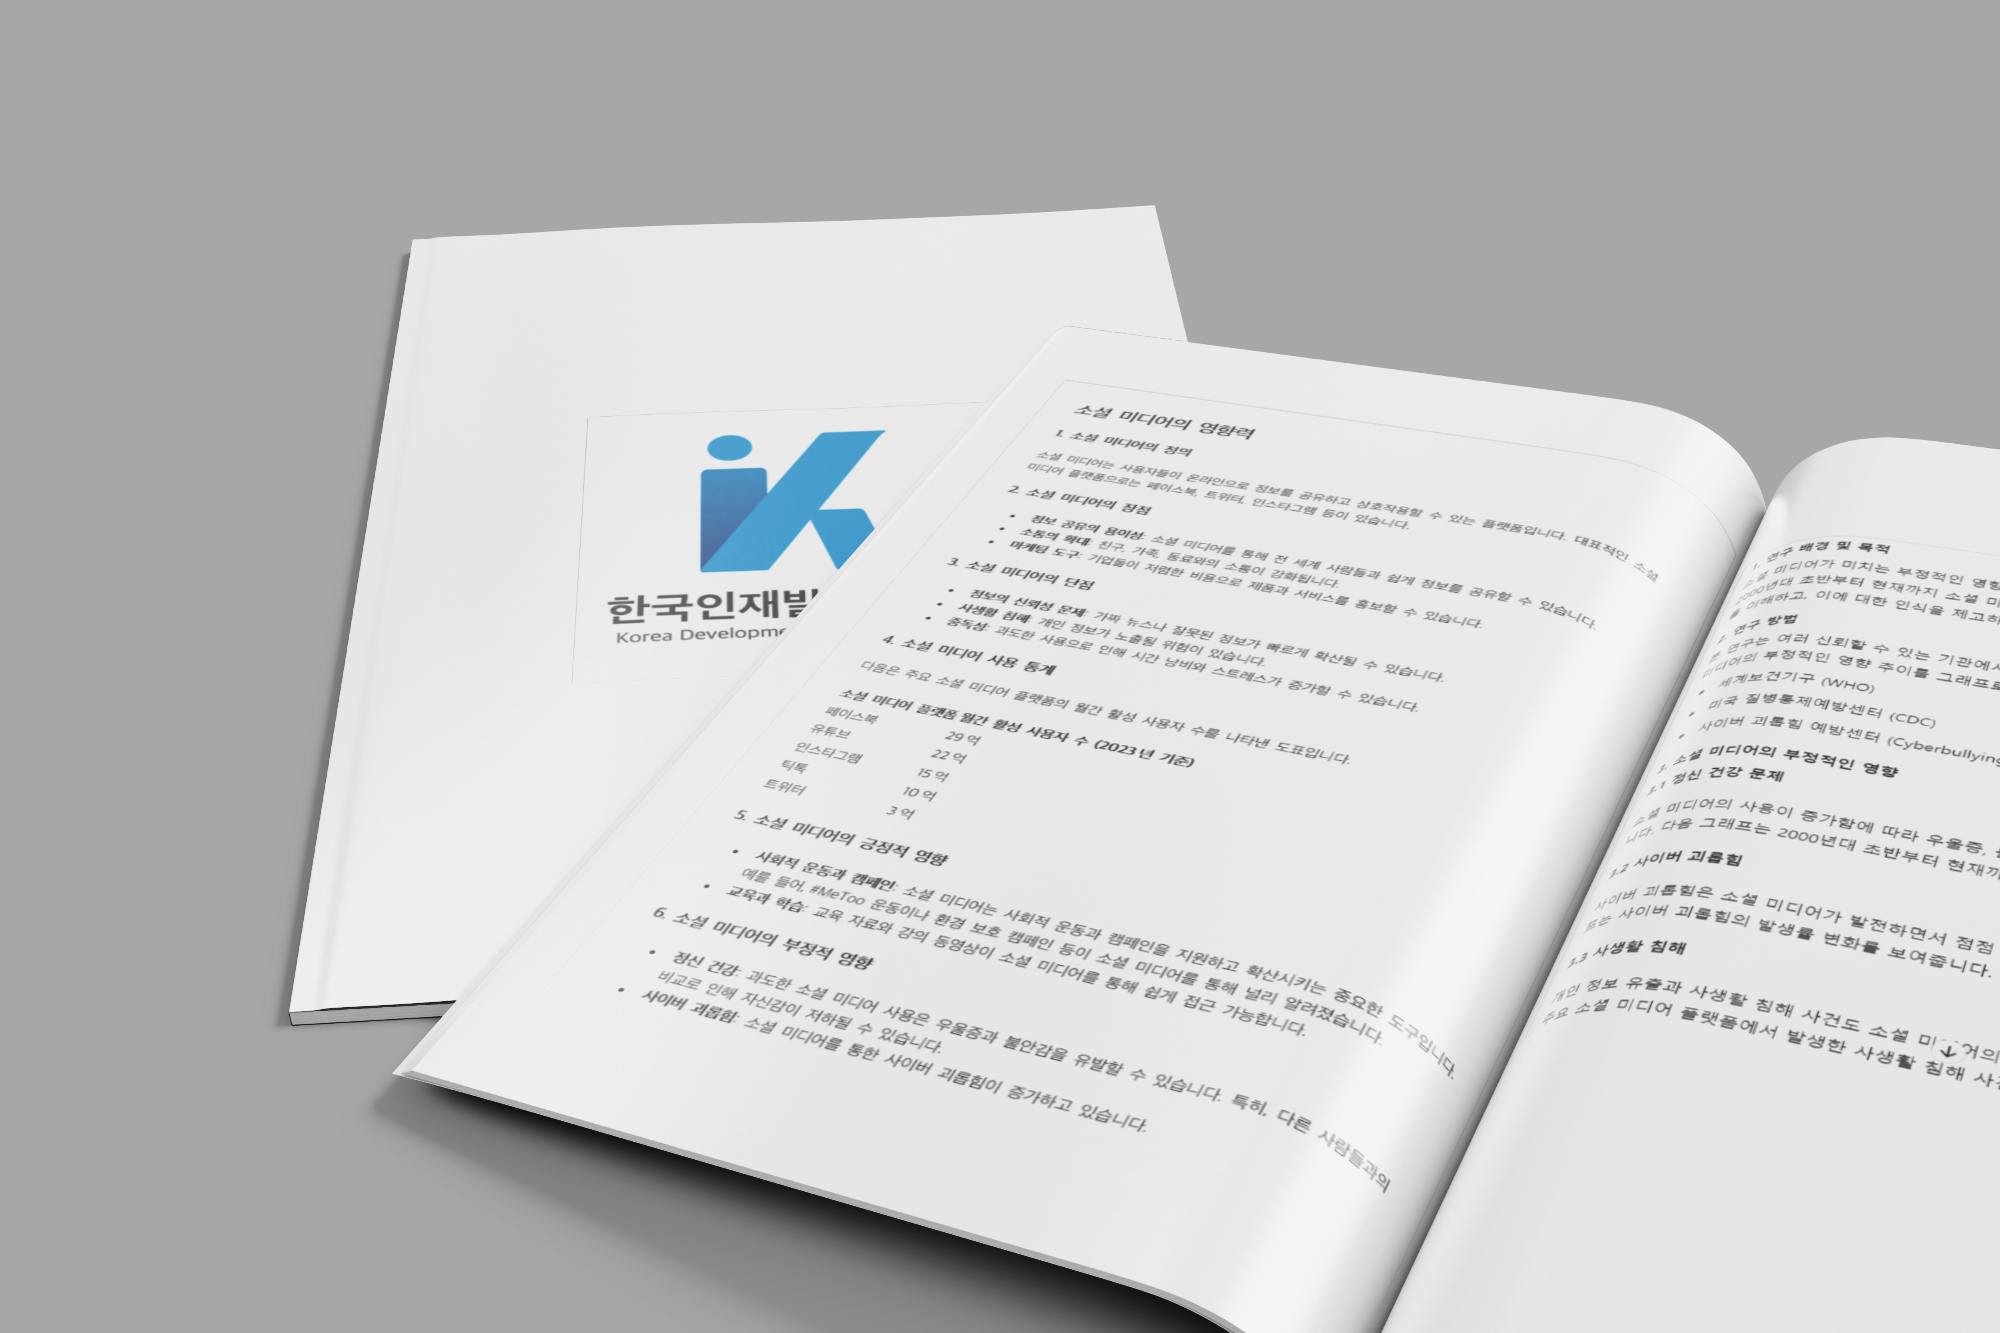 한국인재발
Korea Developme
소셜 미디어의 영향력
1. 소셜 미디어의 정의
소셜 미디어는 사용자들이 온라인으로 정보를 공유하고 상호작용할 수 있는 플랫폼입니다. 대표적인 소셜
미디어 플랫폼으로는 페이스북, 트위터, 인스타그램 등이 있습니다.
2. 소셜 미디어의 장점
• 정보 공유의 용이성: 소셜 미디어를 통해 전 세계 사람들과 쉽게 정보를 공유할 수 있습니다.
• 소통의 확대: 친구, 가족, 동료와의 소통이 강화됩니다.
• 마케팅 도구: 기업들이 저렴한 비용으로 제품과 서비스를 홍보할 수 있습니다.
3. 소셜 미디어의 단점
• 정보의 신뢰성 문제: 가짜 뉴스나 잘못된 정보가 빠르게 확산될 수 있습니다.
• 사생활 침해: 개인 정보가 노출될 위험이 있습니다.
• 중독성: 과도한 사용으로 인해 시간 낭비와 스트레스가 증가할 수 있습니다.
4. 소셜 미디어 사용 통계
다음은 주요 소셜 미디어 플랫폼의 월간 활성 사용자 수를 나타낸 도표입니다.
소셜 미디어 플랫폼 월간 활성 사용자 수 (2023년 기준)
페이스북 29억
유튜브 22억
인스타그램 15억
틱톡 10억
트위터 3억
5. 소셜 미디어의 긍정적 영향
• 사회적 운동과 캠페인: 소셜 미디어는 사회적 운동과 캠페인을 지원하고 확산시키는 중요한 도구입니다.
예를 들어, #MeToo 운동이나 환경 보호 캠페인 등이 소셜 미디어를 통해 널리 알려졌습니다.
• 교육과 학습: 교육 자료와 강의 동영상이 소셜 미디어를 통해 쉽게 접근 가능합니다.
6. 소셜 미디어의 부정적 영향
• 정신 건강: 과도한 소셜 미디어 사용은 우울증과 불안감을 유발할 수 있습니다. 특히, 다른 사람들과의
비교로 인해 자신감이 저하될 수 있습니다.
• 사이버 괴롭힘: 소셜 미디어를 통한 사이버 괴롭힘이 증가하고 있습니다.
1. 연구 배경 및 목적
소셜 미디어가 미치는 부정적인 영향
2000년대 초반부터 현재까지 소셜 미
를 이해하고, 이에 대한 인식을 제고하
2. 연구 방법
본 연구는 여러 신뢰할 수 있는 기관에서
미디어의 부정적인 영향 추이를 그래프로
• 세계보건기구 (WHO)
• 미국 질병통제예방센터 (CDC)
• 사이버 괴롭힘 예방센터 (Cyberbullying
3. 소셜 미디어의 부정적인 영향
3.1 정신 건강 문제
소셜 미디어의 사용이 증가함에 따라 우울증,
니다. 다음 그래프는 2000년대 초반부터 현재까
3.2 사이버 괴롭힘
사이버 괴롭힘은 소셜 미디어가 발전하면서 점점
프는 사이버 괴롭힘의 발생률 변화를 보여줍니다.
3.3 사생활 침해
개인 정보 유출과 사생활 침해 사건도 소셜 미디어의
주요 소셜 미디어 플랫폼에서 발생한 사생활 침해 사